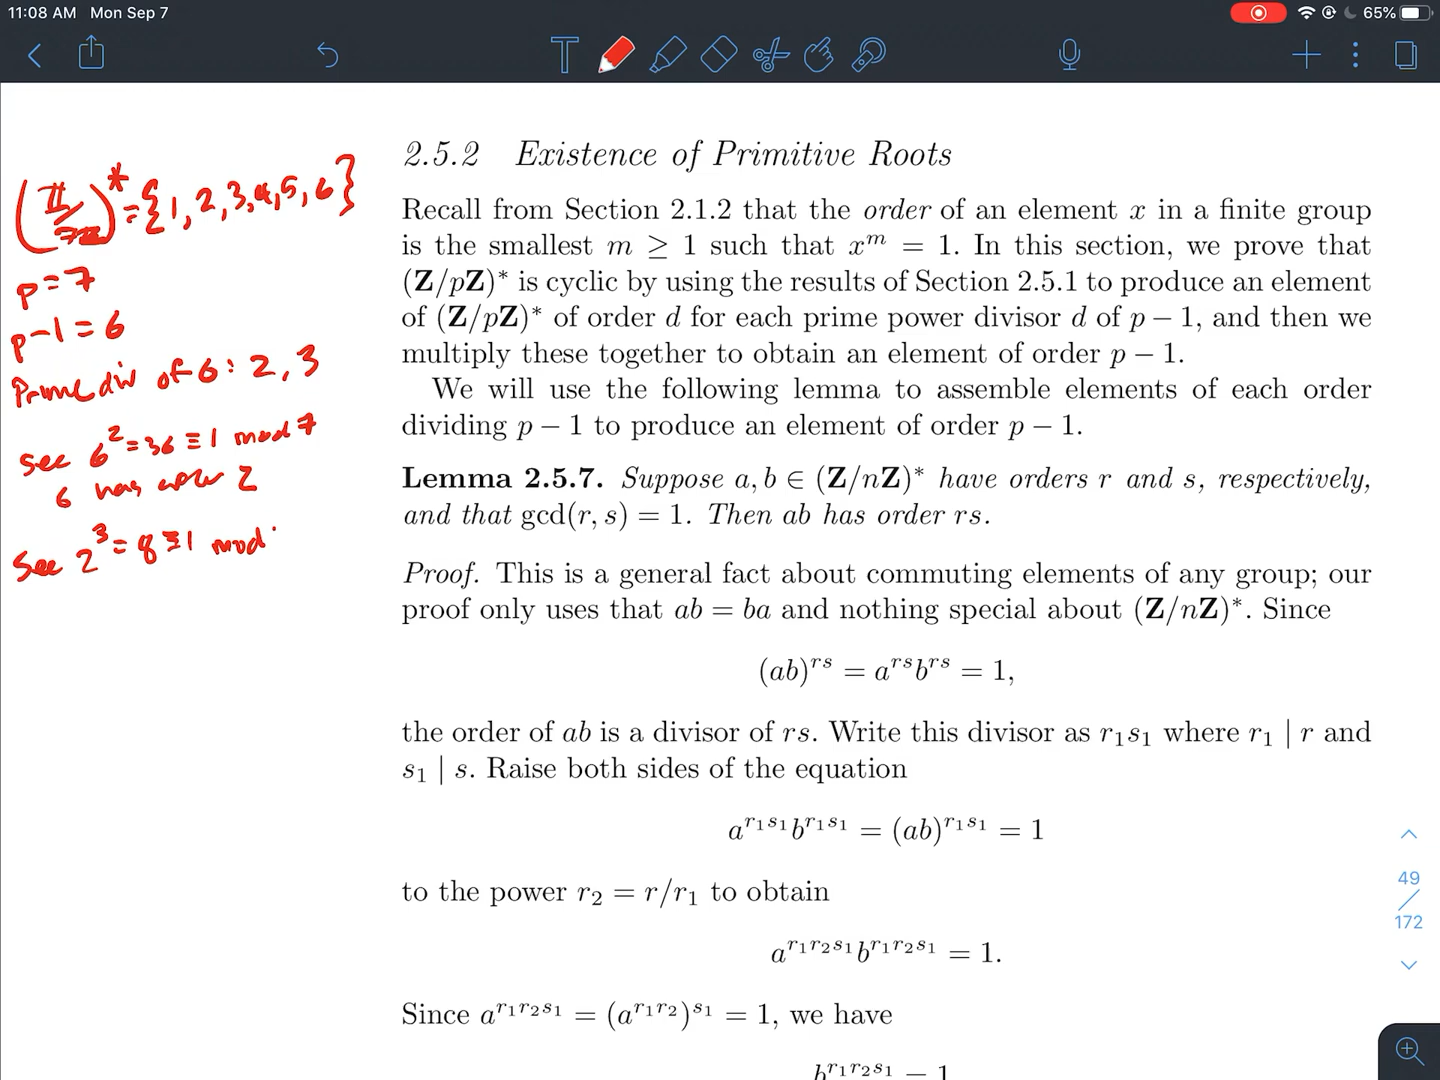 11:08 AM Mon Sep 7
65%
2.5.2 Existence of Primitive Roots
(Z/7Z)* = {1, 2, 3, 4, 5, 6}
p = 7
p-1 = 6
Prime div of 6: 2, 3
See 6² = 36 ≡ 1 mod 7
6 has order 2
See 2³ = 8 ≡ 1 mod
Recall from Section 2.1.2 that the order of an element x in a finite group
is the smallest m ≥ 1 such that xᵐ = 1. In this section, we prove that
(Z/pZ)* is cyclic by using the results of Section 2.5.1 to produce an element
of (Z/pZ)* of order d for each prime power divisor d of p − 1, and then we
multiply these together to obtain an element of order p − 1.
We will use the following lemma to assemble elements of each order
dividing p − 1 to produce an element of order p − 1.
Lemma 2.5.7. Suppose a, b ∈ (Z/nZ)* have orders r and s, respectively,
and that gcd(r, s) = 1. Then ab has order rs.
Proof. This is a general fact about commuting elements of any group; our
proof only uses that ab = ba and nothing special about (Z/nZ)*. Since
(ab)ʳˢ = aʳˢbʳˢ = 1,
the order of ab is a divisor of rs. Write this divisor as r₁s₁ where r₁ | r and
s₁ | s. Raise both sides of the equation
a^{r₁s₁}b^{r₁s₁} = (ab)^{r₁s₁} = 1
to the power r₂ = r/r₁ to obtain
a^{r₁r₂s₁}b^{r₁r₂s₁} = 1.
Since a^{r₁r₂s₁} = (a^{r₁r₂})^{s₁} = 1, we have
b^{r₁r₂s₁} = 1
49
/
172